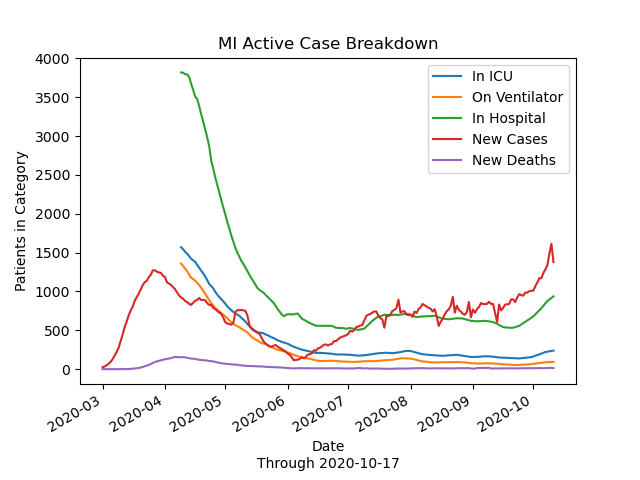 MI Active Case Breakdown
Patients in Category
4000
3500
3000
2500
2000
1500
1000
500
0
In ICU
On Ventilator
In Hospital
New Cases
New Deaths
2020-03
2020-04
2020-05
2020-06
2020-07
2020-08
2020-09
2020-10
Date
Through 2020-10-17